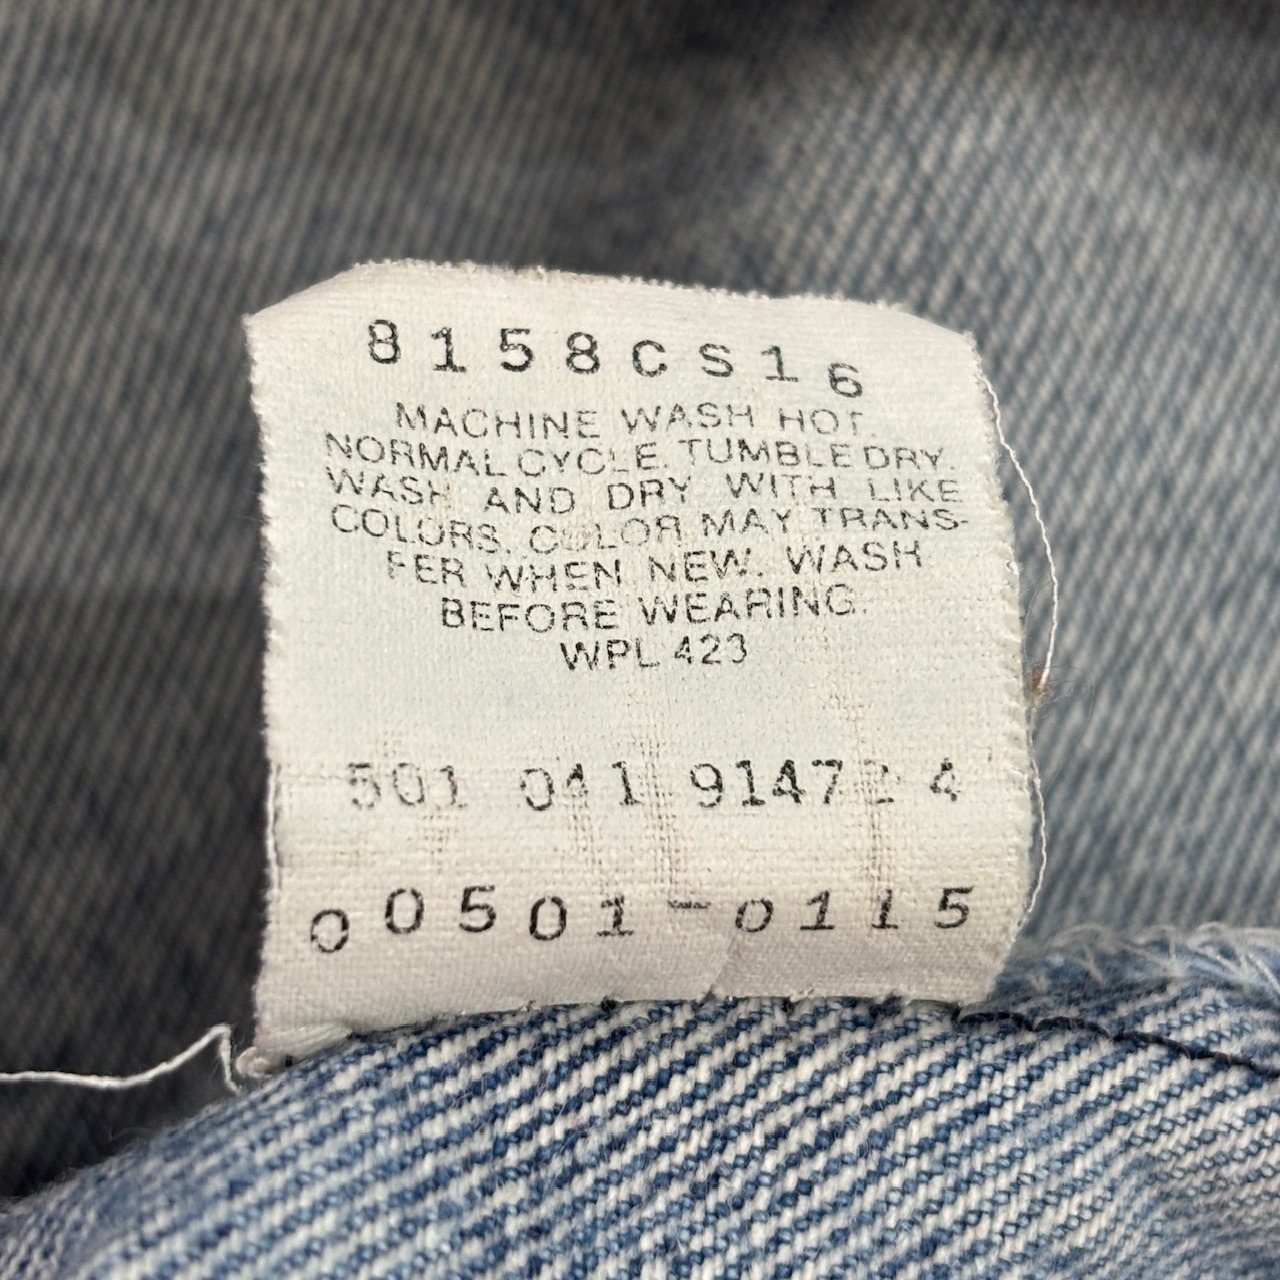 8158CS16
MACHINE WASH HOT.
NORMAL CYCLE. TUMBLE DRY.
WASH AND DRY WITH LIKE
COLORS. COLOR MAY TRANS-
FER WHEN NEW. WASH
BEFORE WEARING.
WPL 423
501 041 4
00501-0115